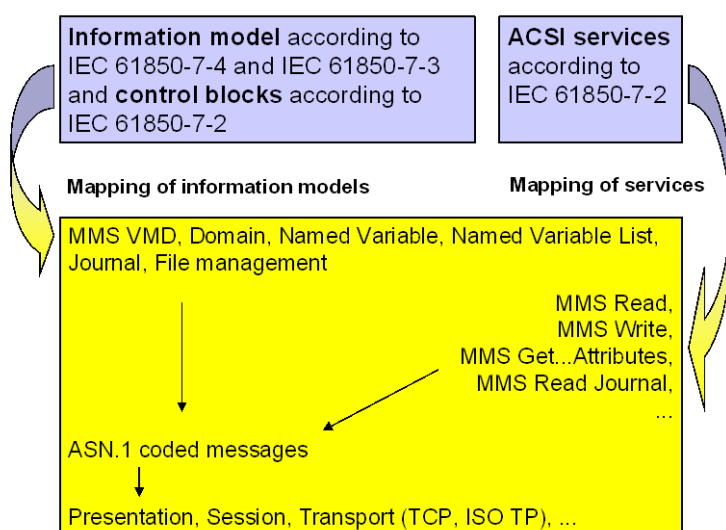 Information model according to
IEC 61850-7-4 and IEC 61850-7-3
and control blocks according to
IEC 61850-7-2
ACSI services
according to
IEC 61850-7-2
Mapping of information models
Mapping of services
MMS VMD, Domain, Named Variable, Named Variable List,
Journal, File management
MMS Read,
MMS Write,
MMS Get...Attributes,
MMS Read Journal,
...
ASN.1 coded messages
Presentation, Session, Transport (TCP, ISO TP), ...